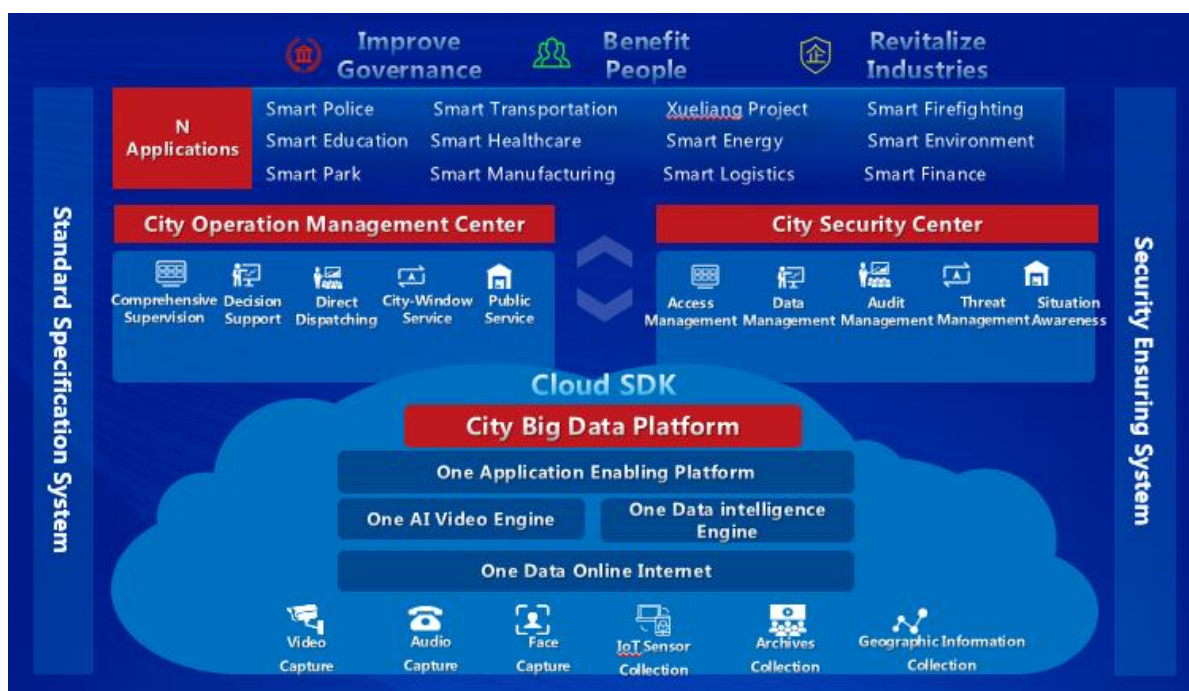 Improve
Governance
Benefit
People
Revitalize
Industries
N
Applications
Smart Police
Smart Transportation
Xueliang Project
Smart Firefighting
Smart Education
Smart Healthcare
Smart Energy
Smart Environment
Smart Park
Smart Manufacturing
Smart Logistics
Smart Finance
Standard Specification System
City Operation Management Center
Comprehensive
Supervision
Decision
Support
Direct
Dispatching
City-Window
Service
Public
Service
City Security Center
Access
Management
Data
Management
Audit
Management
Threat
Management
Situation
Awareness
Security Ensuring System
Cloud SDK
City Big Data Platform
One Application Enabling Platform
One AI Video Engine
One Data intelligence
Engine
One Data Online Internet
Video
Capture
Audio
Capture
Face
Capture
IoT Sensor
Collection
Archives
Collection
Geographic Information
Collection